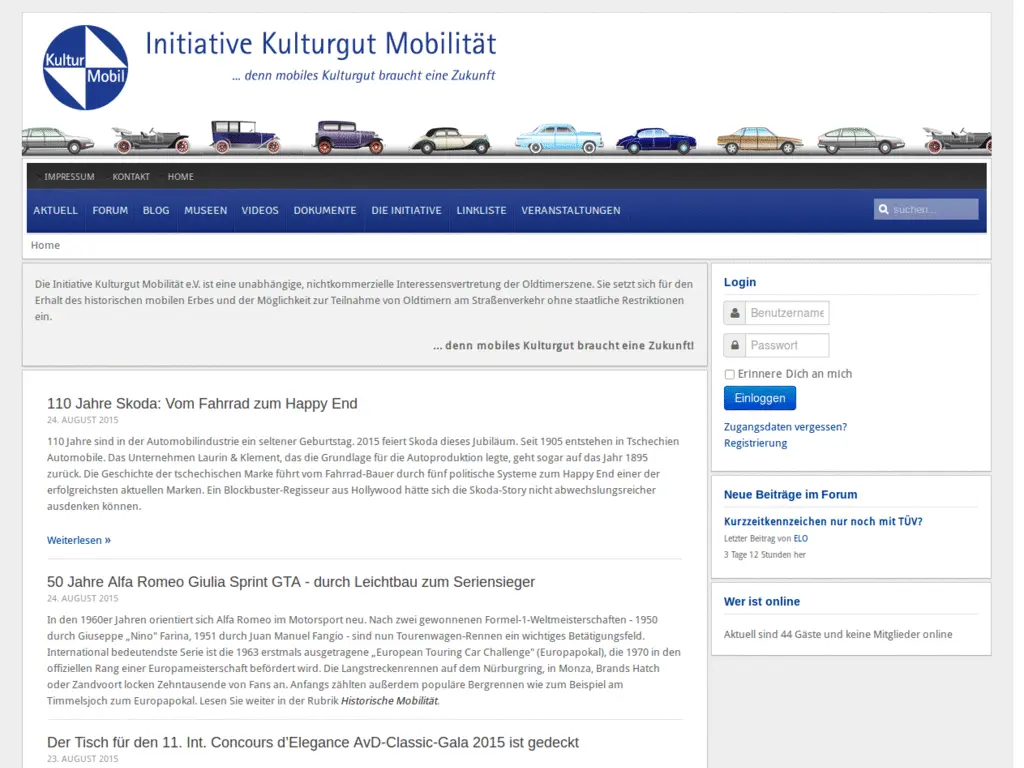 Kultur
Mobil
Initiative Kulturgut Mobilität
... denn mobiles Kulturgut braucht eine Zukunft
IMPRESSUM KONTAKT HOME
AKTUELL FORUM BLOG MUSEEN VIDEOS DOKUMENTE DIE INITIATIVE LINKLISTE VERANSTALTUNGEN suchen...
Home
Die Initiative Kulturgut Mobilität e.V. ist eine unabhängige, nichtkommerzielle Interessensvertretung der Oldtimerszene. Sie setzt sich für den
Erhalt des historischen mobilen Erbes und der Möglichkeit zur Teilnahme von Oldtimern am Straßenverkehr ohne staatliche Restriktionen
ein.
... denn mobiles Kulturgut braucht eine Zukunft!
110 Jahre Skoda: Vom Fahrrad zum Happy End
24. AUGUST 2015
110 Jahre sind in der Automobilindustrie ein seltener Geburtstag. 2015 feiert Skoda dieses Jubiläum. Seit 1905 entstehen in Tschechien
Automobile. Das Unternehmen Laurin & Klement, das die Grundlage für die Autoproduktion legte, geht sogar auf das Jahr 1895
zurück. Die Geschichte der tschechischen Marke führt vom Fahrrad-Bauer durch fünf politische Systeme zum Happy End einer der
erfolgreichsten aktuellen Marken. Ein Blockbuster-Regisseur aus Hollywood hätte sich die Skoda-Story nicht abwechslungsreicher
ausdenken können.
Weiterlesen »
50 Jahre Alfa Romeo Giulia Sprint GTA - durch Leichtbau zum Seriensieger
24. AUGUST 2015
In den 1960er Jahren orientiert sich Alfa Romeo im Motorsport neu. Nach zwei gewonnenen Formel-1-Weltmeisterschaften - 1950
durch Giuseppe „Nino" Farina, 1951 durch Juan Manuel Fangio - sind nun Tourenwagen-Rennen ein wichtiges Betätigungsfeld.
International bedeutendste Serie ist die 1963 erstmals ausgetragene „European Touring Car Challenge" (Europapokal), die 1970 in den
offiziellen Rang einer Europameisterschaft befördert wird. Die Langstreckenrennen auf dem Nürburgring, in Monza, Brands Hatch
oder Zandvoort locken Zehntausende von Fans an. Anfangs zählten außerdem populäre Bergrennen wie zum Beispiel am
Timmelsjoch zum Europapokal. Lesen Sie weiter in der Rubrik Historische Mobilität.
Der Tisch für den 11. Int. Concours d'Elegance AvD-Classic-Gala 2015 ist gedeckt
23. AUGUST 2015
Login
Benutzername
Passwort
Erinnere Dich an mich
Einloggen
Zugangsdaten vergessen?
Registrierung
Neue Beiträge im Forum
Kurzzeitkennzeichen nur noch mit TÜV?
Letzter Beitrag von ELO
3 Tage 12 Stunden her
Wer ist online
Aktuell sind 44 Gäste und keine Mitglieder online